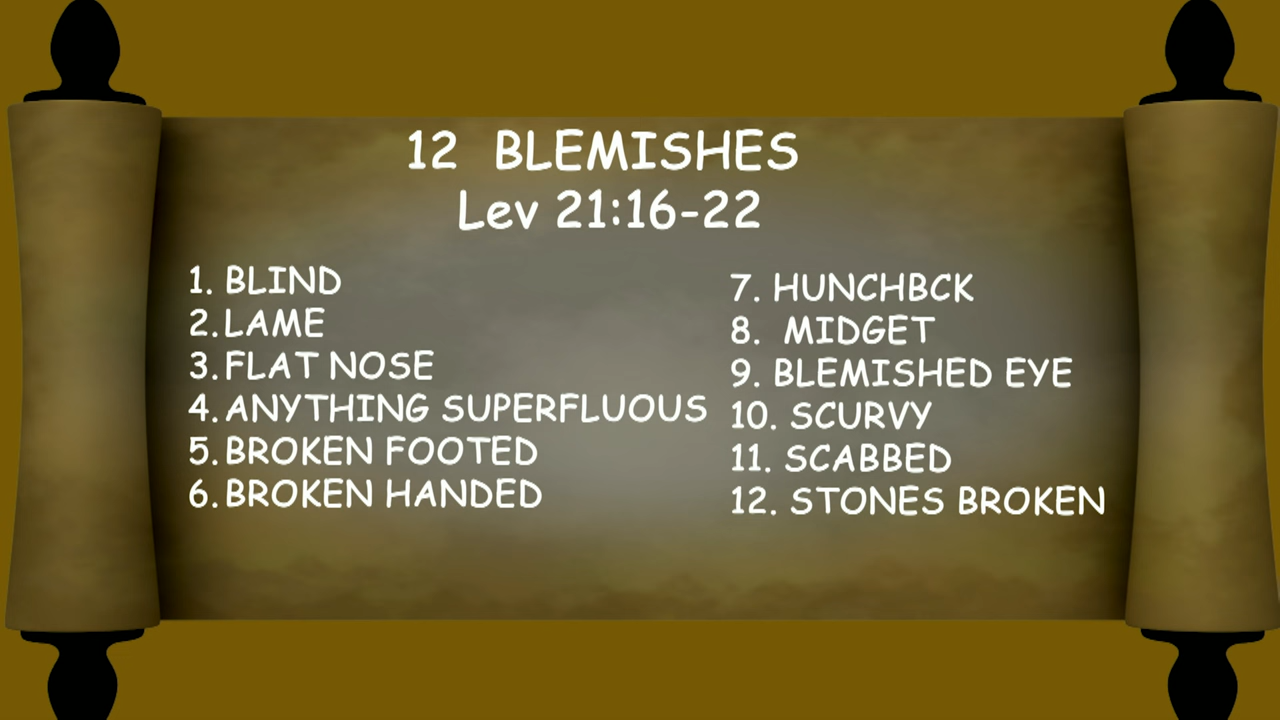 12 BLEMISHES
Lev 21:16-22
1. BLIND
2. LAME
3. FLAT NOSE
4. ANYTHING SUPERFLUOUS
5. BROKEN FOOTED
6. BROKEN HANDED
7. HUNCHBCK
8. MIDGET
9. BLEMISHED EYE
10. SCURVY
11. SCABBED
12. STONES BROKEN